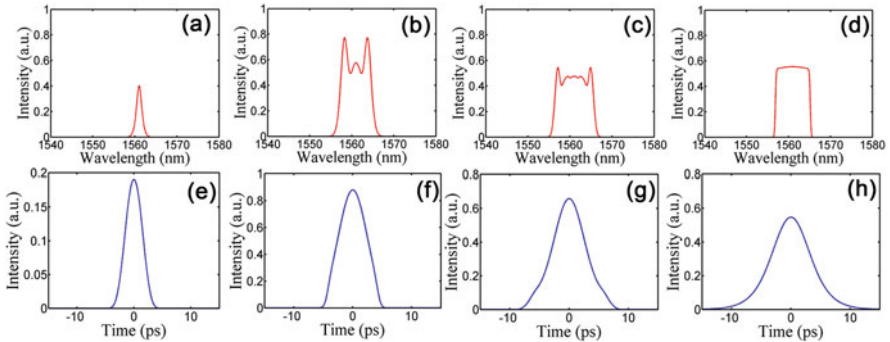 (a) (b) (c) (d)
Intensity (a.u.) Intensity (a.u.) Intensity (a.u.) Intensity (a.u.)
1 0.8 0.6 0.4 0.2 0
1 0.8 0.6 0.4 0.2 0
1 0.8 0.6 0.4 0.2 0
1 0.8 0.6 0.4 0.2 0
1540 1550 1560 1570 1580 1540 1550 1560 1570 1580 1540 1550 1560 1570 1580 1540 1550 1560 1570 1580
Wavelength (nm) Wavelength (nm) Wavelength (nm) Wavelength (nm)
(e) (f) (g) (h)
Intensity (a.u.) Intensity (a.u.) Intensity (a.u.) Intensity (a.u.)
0.2 0.15 0.1 0.05 0
1 0.8 0.6 0.4 0.2 0
0.8 0.6 0.4 0.2 0
0.8 0.6 0.4 0.2 0
-10 0 10 -10 0 10 -10 0 10 -10 0 10
Time (ps) Time (ps) Time (ps) Time (ps)